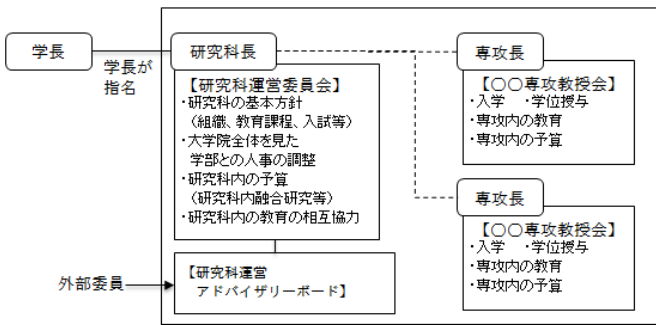 学長
学長が
指名
研究科長
【研究科運営委員会】
・研究科の基本方針
（組織、教育課程、入試等）
・大学院全体を見た
学部との人事の調整
・研究科内の予算
（研究科内融合研究等）
・研究科内の教育の相互協力
外部委員
【研究科運営
アドバイザリーボード】
専攻長
【〇〇専攻教授会】
・入学　・学位授与
・専攻内の教育
・専攻内の予算
専攻長
【〇〇専攻教授会】
・入学　・学位授与
・専攻内の教育
・専攻内の予算